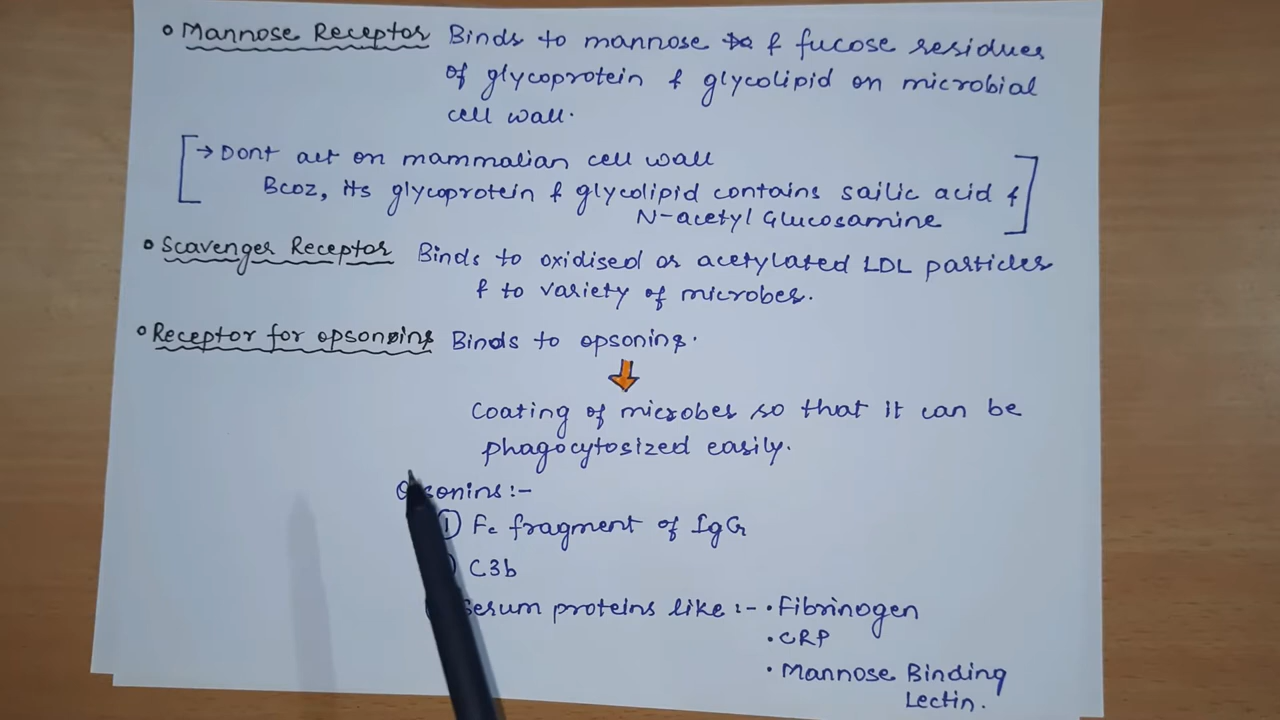 • Mannose Receptor Binds to mannose & fucose residues
of glycoprotein & glycolipid on microbial
cell wall.
[→ Dont act on mammalian cell wall
Bcoz, its glycoprotein & glycolipid contains sailic acid &
N-acetyl Glucosamine]
• Scavenger Receptor Binds to oxidised or acetylated LDL particles
& to variety of microbes.
• Receptor for opsonins Binds to opsonins.
Coating of microbes so that it can be
phagocytosized easily.
Opsonins :-
① Fc fragment of IgG
C3b
Serum proteins like :- • Fibrinogen
• CRP
• Mannose Binding
Lectin.